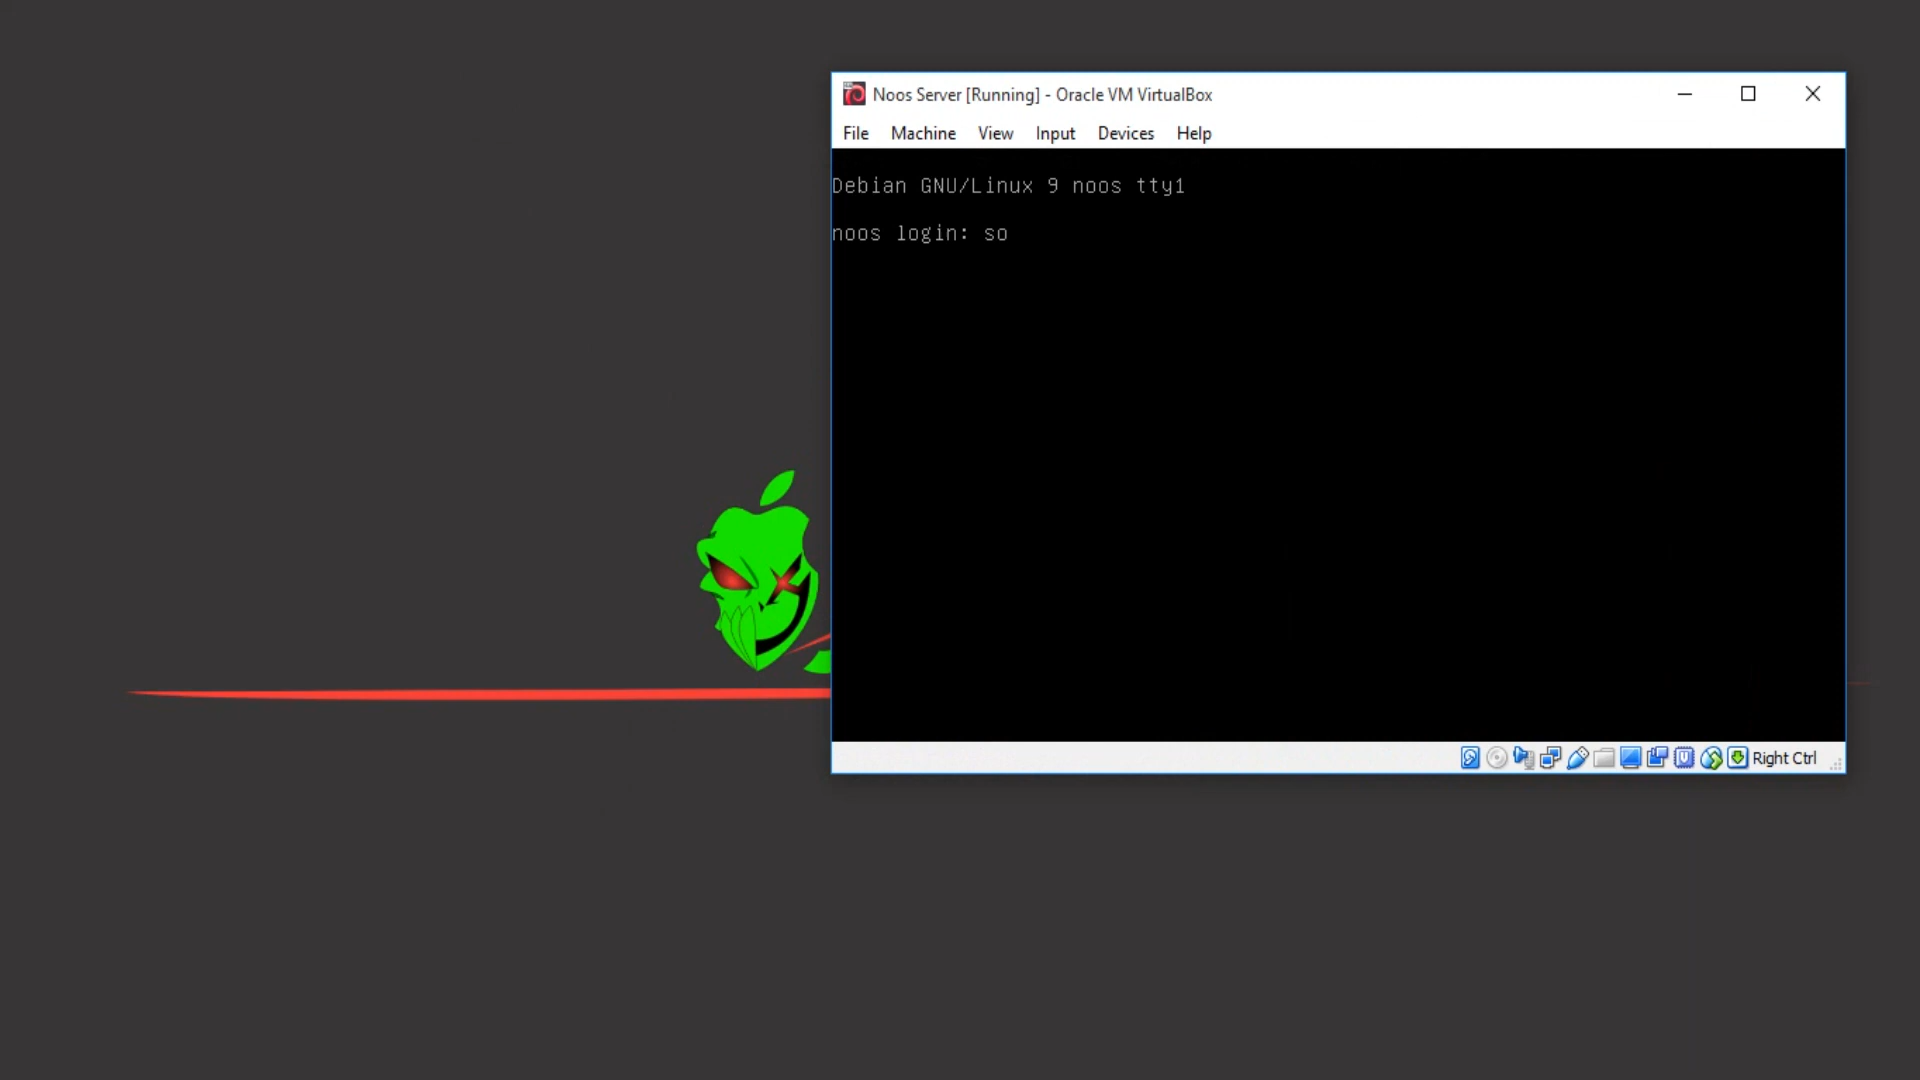 Noos Server [Running] - Oracle VM VirtualBox
File Machine View Input Devices Help
Debian GNU/Linux 9 noos tty1
noos login: so
Right Ctrl